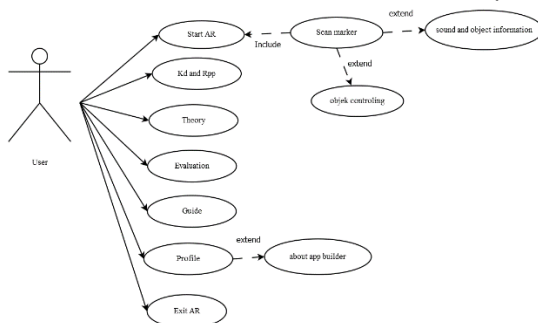 extend
Start AR
Include
Scan marker
sound and object information
Kd and Rpp
extend
objek controling
Theory
User
Evaluation
Guide
extend
Profile
about app builder
Exit AR